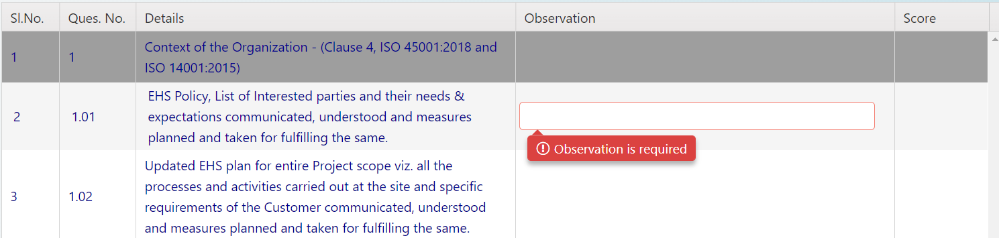 Sl.No. Ques. No. Details Observation Score
1 1 Context of the Organization - (Clause 4, ISO 45001:2018 and
ISO 14001:2015)
2 1.01 EHS Policy, List of Interested parties and their needs &
expectations communicated, understood and measures
planned and taken for fulfilling the same.
Observation is required
3 1.02 Updated EHS plan for entire Project scope viz. all the
processes and activities carried out at the site and specific
requirements of the Customer communicated, understood
and measures planned and taken for fulfilling the same.